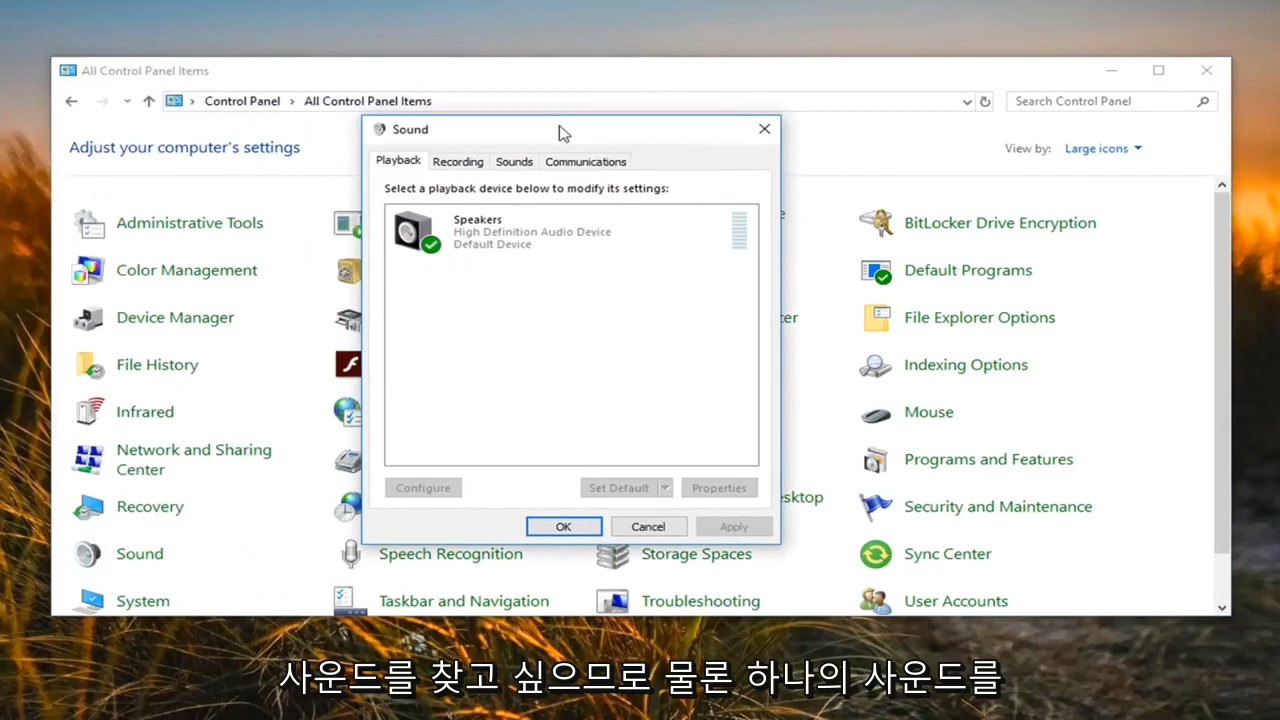 All Control Panel Items
Control Panel > All Control Panel Items
Search Control Panel
Adjust your computer's settings
View by: Large icons
Sound
Playback Recording Sounds Communications
Select a playback device below to modify its settings:
Speakers
High Definition Audio Device
Default Device
Configure Set Default Properties
OK Cancel Apply
Administrative Tools
BitLocker Drive Encryption
Color Management
Default Programs
Device Manager
File Explorer Options
File History
Indexing Options
Infrared
Mouse
Network and Sharing
Center
Programs and Features
Recovery
Security and Maintenance
Sound
Speech Recognition
Storage Spaces
Sync Center
System
Taskbar and Navigation
Troubleshooting
User Accounts
사운드를 찾고 싶으므로 물론 하나의 사운드를